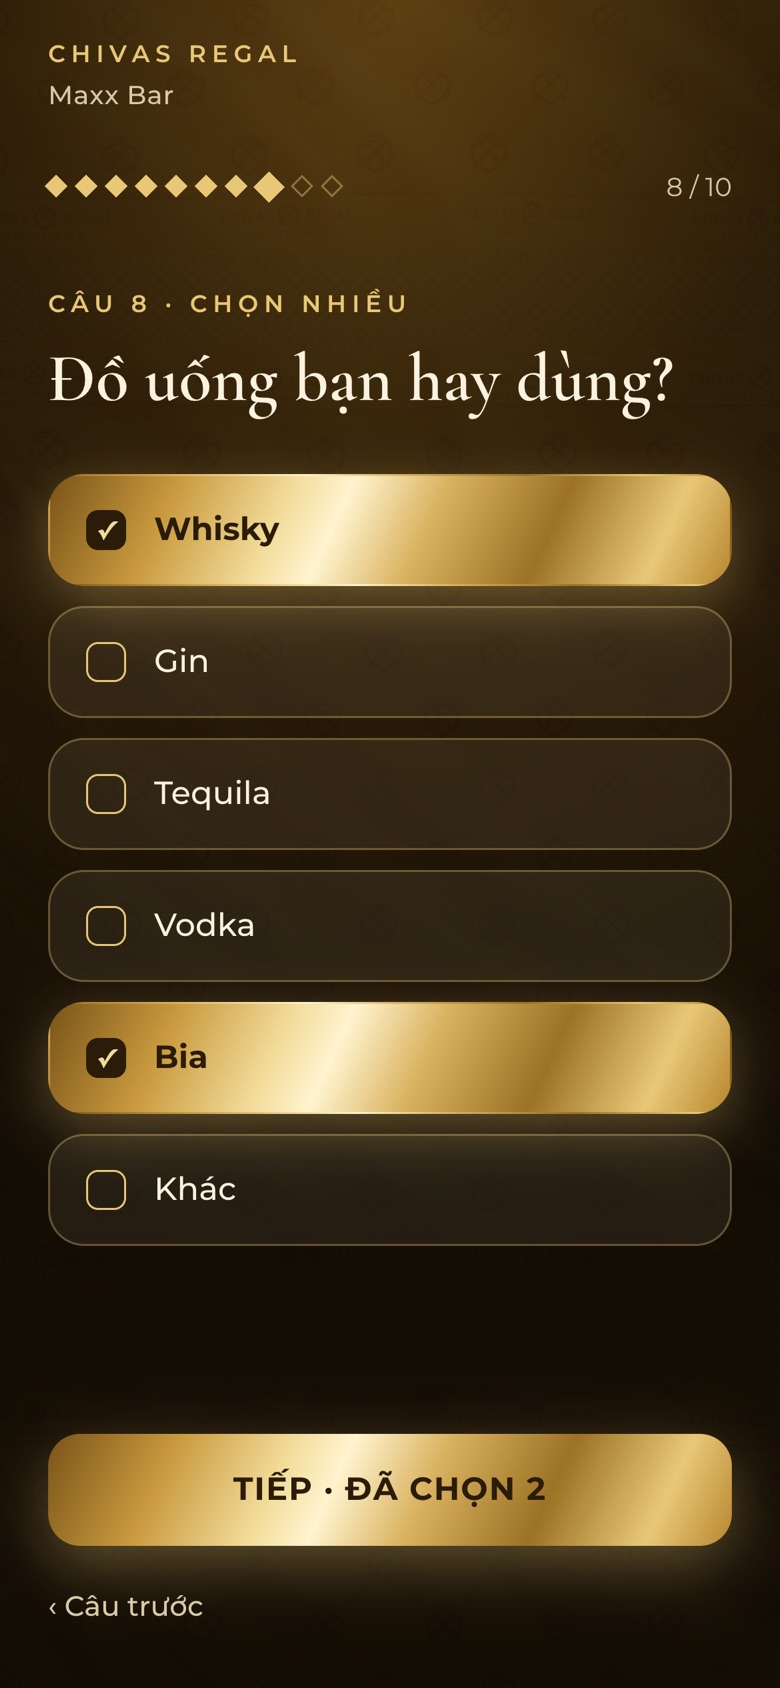 CHIVAS REGAL
Maxx Bar
8 / 10
CÂU 8 · CHỌN NHIỀU
Đồ uống bạn hay dùng?
Whisky
Gin
Tequila
Vodka
Bia
Khác
TIẾP · ĐÃ CHỌN 2
‹ Câu trước